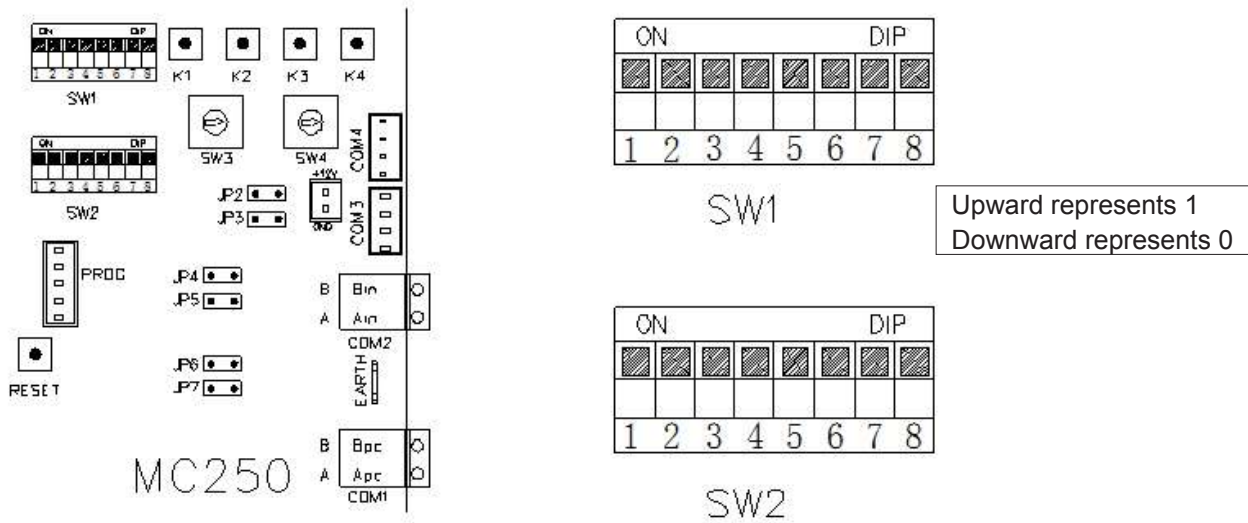 ON DIP
1 2 3 4 5 6 7 8
SW1
K1 K2 K3 K4
SW3 SW4
COM4
ON DIP
1 2 3 4 5 6 7 8
SW2
JP2
JP3
+12V
GND
COM3
PROG
JP4
JP5
B Bin
A Ain
COM2
RESET
JP6
JP7
EARTH
B Bpc
A Apc
COM1
MC250
ON DIP
1 2 3 4 5 6 7 8
SW1
Upward represents 1
Downward represents 0
ON DIP
1 2 3 4 5 6 7 8
SW2